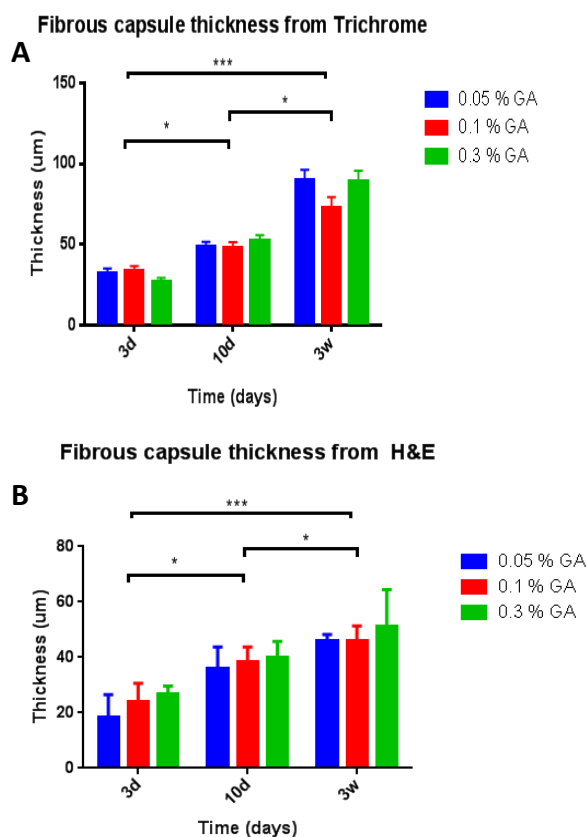 Fibrous capsule thickness from Trichrome
A
***
*
*
150
100
50
0
Thickness (um)
3d
10d
3w
Time (days)
0.05 % GA
0.1 % GA
0.3 % GA
Fibrous capsule thickness from H&E
B
***
*
*
80
60
40
20
0
Thickness (um)
3d
10d
3w
Time (days)
0.05 % GA
0.1 % GA
0.3 % GA